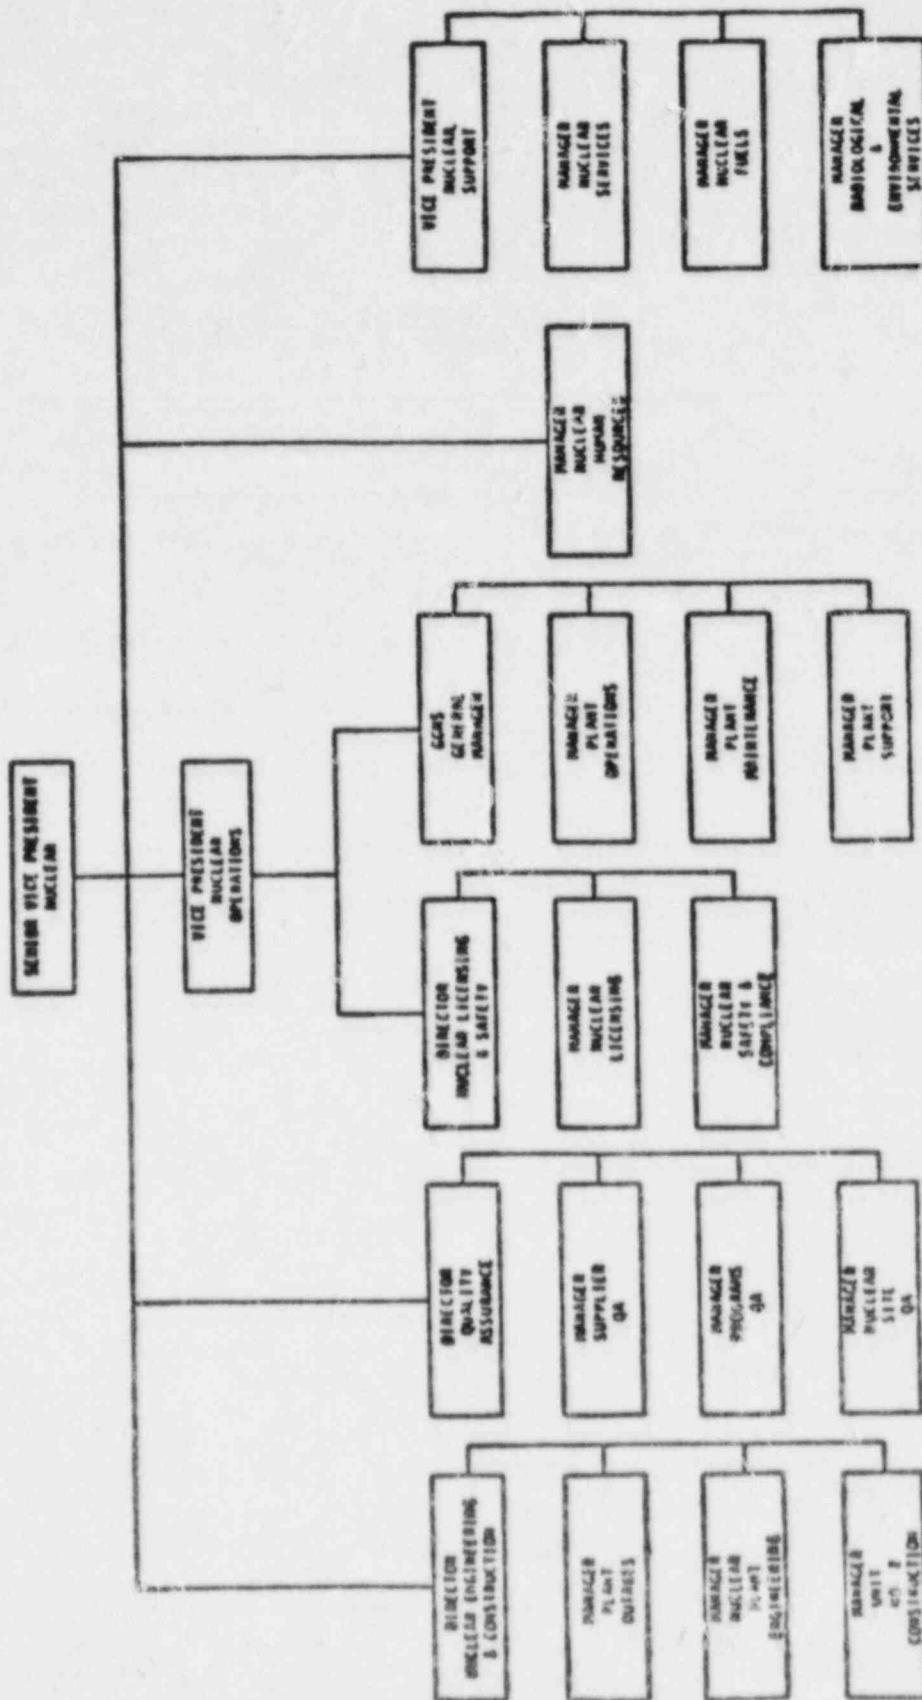 SENIOR VICE PRESIDENT
NUCLEAR
VICE PRESIDENT
NUCLEAR
OPERATIONS
DIRECTOR
NUCLEAR ENGINEERING
& CONSTRUCTION
MANAGER
PLANT
OUTAGES
MANAGER
NUCLEAR
PLANT
ENGINEERING
MANAGER
UNIT
NO. 2
CONSTRUCTION
DIRECTOR
QUALITY
ASSURANCE
MANAGER
SUPPLIER
QA
MANAGER
PROGRAMS
QA
MANAGER
NUCLEAR
SITE
QA
DIRECTOR
NUCLEAR LICENSING
& SAFETY
MANAGER
NUCLEAR
LICENSING
MANAGER
NUCLEAR
SAFETY &
COMPLIANCE
GGNS
GENERAL
MANAGER
MANAGER
PLANT
OPERATIONS
MANAGER
PLANT
MAINTENANCE
MANAGER
PLANT
SUPPORT
MANAGER
NUCLEAR
HUMAN
RESOURCES
VICE PRESIDENT
NUCLEAR
SUPPORT
MANAGER
NUCLEAR
SERVICES
MANAGER
NUCLEAR
FUELS
MANAGER
RADIOLOGICAL
&
ENVIRONMENTAL
SERVICES